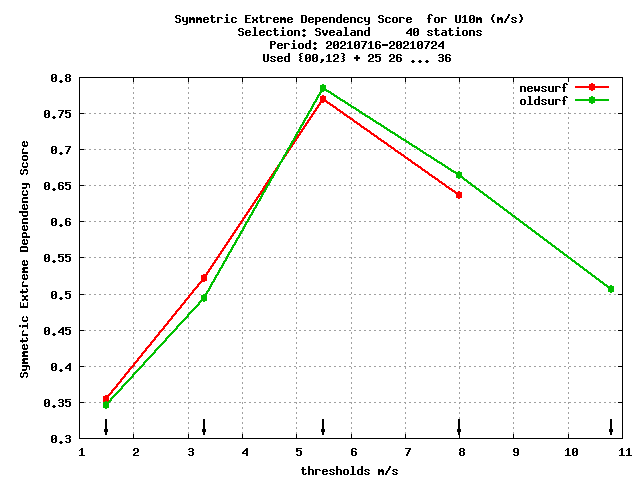 Symmetric Extreme Dependency Score  for U10m (m/s)
Selection: Svealand     40 stations
Period: 20210716-20210724
Used {00,12} + 25 26 ... 36
newsurf
oldsurf
Symmetric Extreme Dependency Score
0.8
0.75
0.7
0.65
0.6
0.55
0.5
0.45
0.4
0.35
0.3
1 2 3 4 5 6 7 8 9 10 11
thresholds m/s